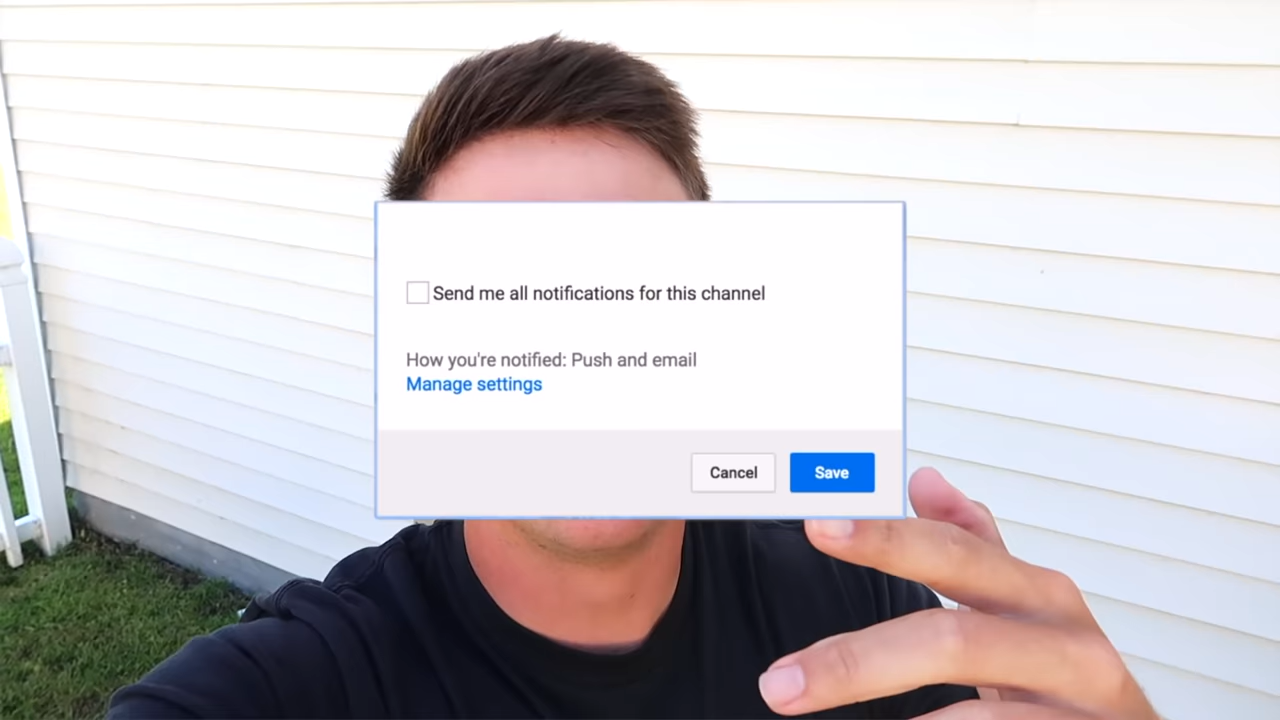 Send me all notifications for this channel
How you're notified: Push and email
Manage settings
Cancel
Save